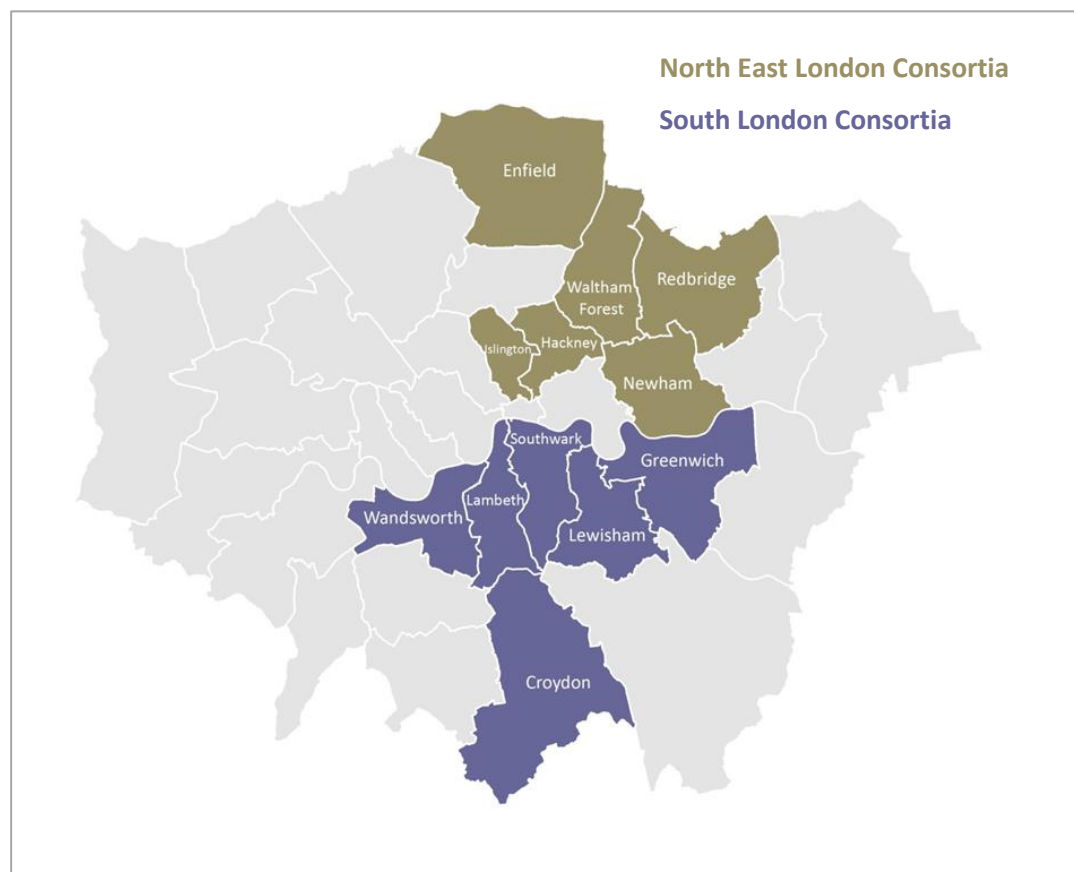 North East London Consortia
South London Consortia
Enfield
Waltham
Forest
Redbridge
Islington
Hackney
Newham
Southwark
Greenwich
Lambeth
Wandsworth
Lewisham
Croydon